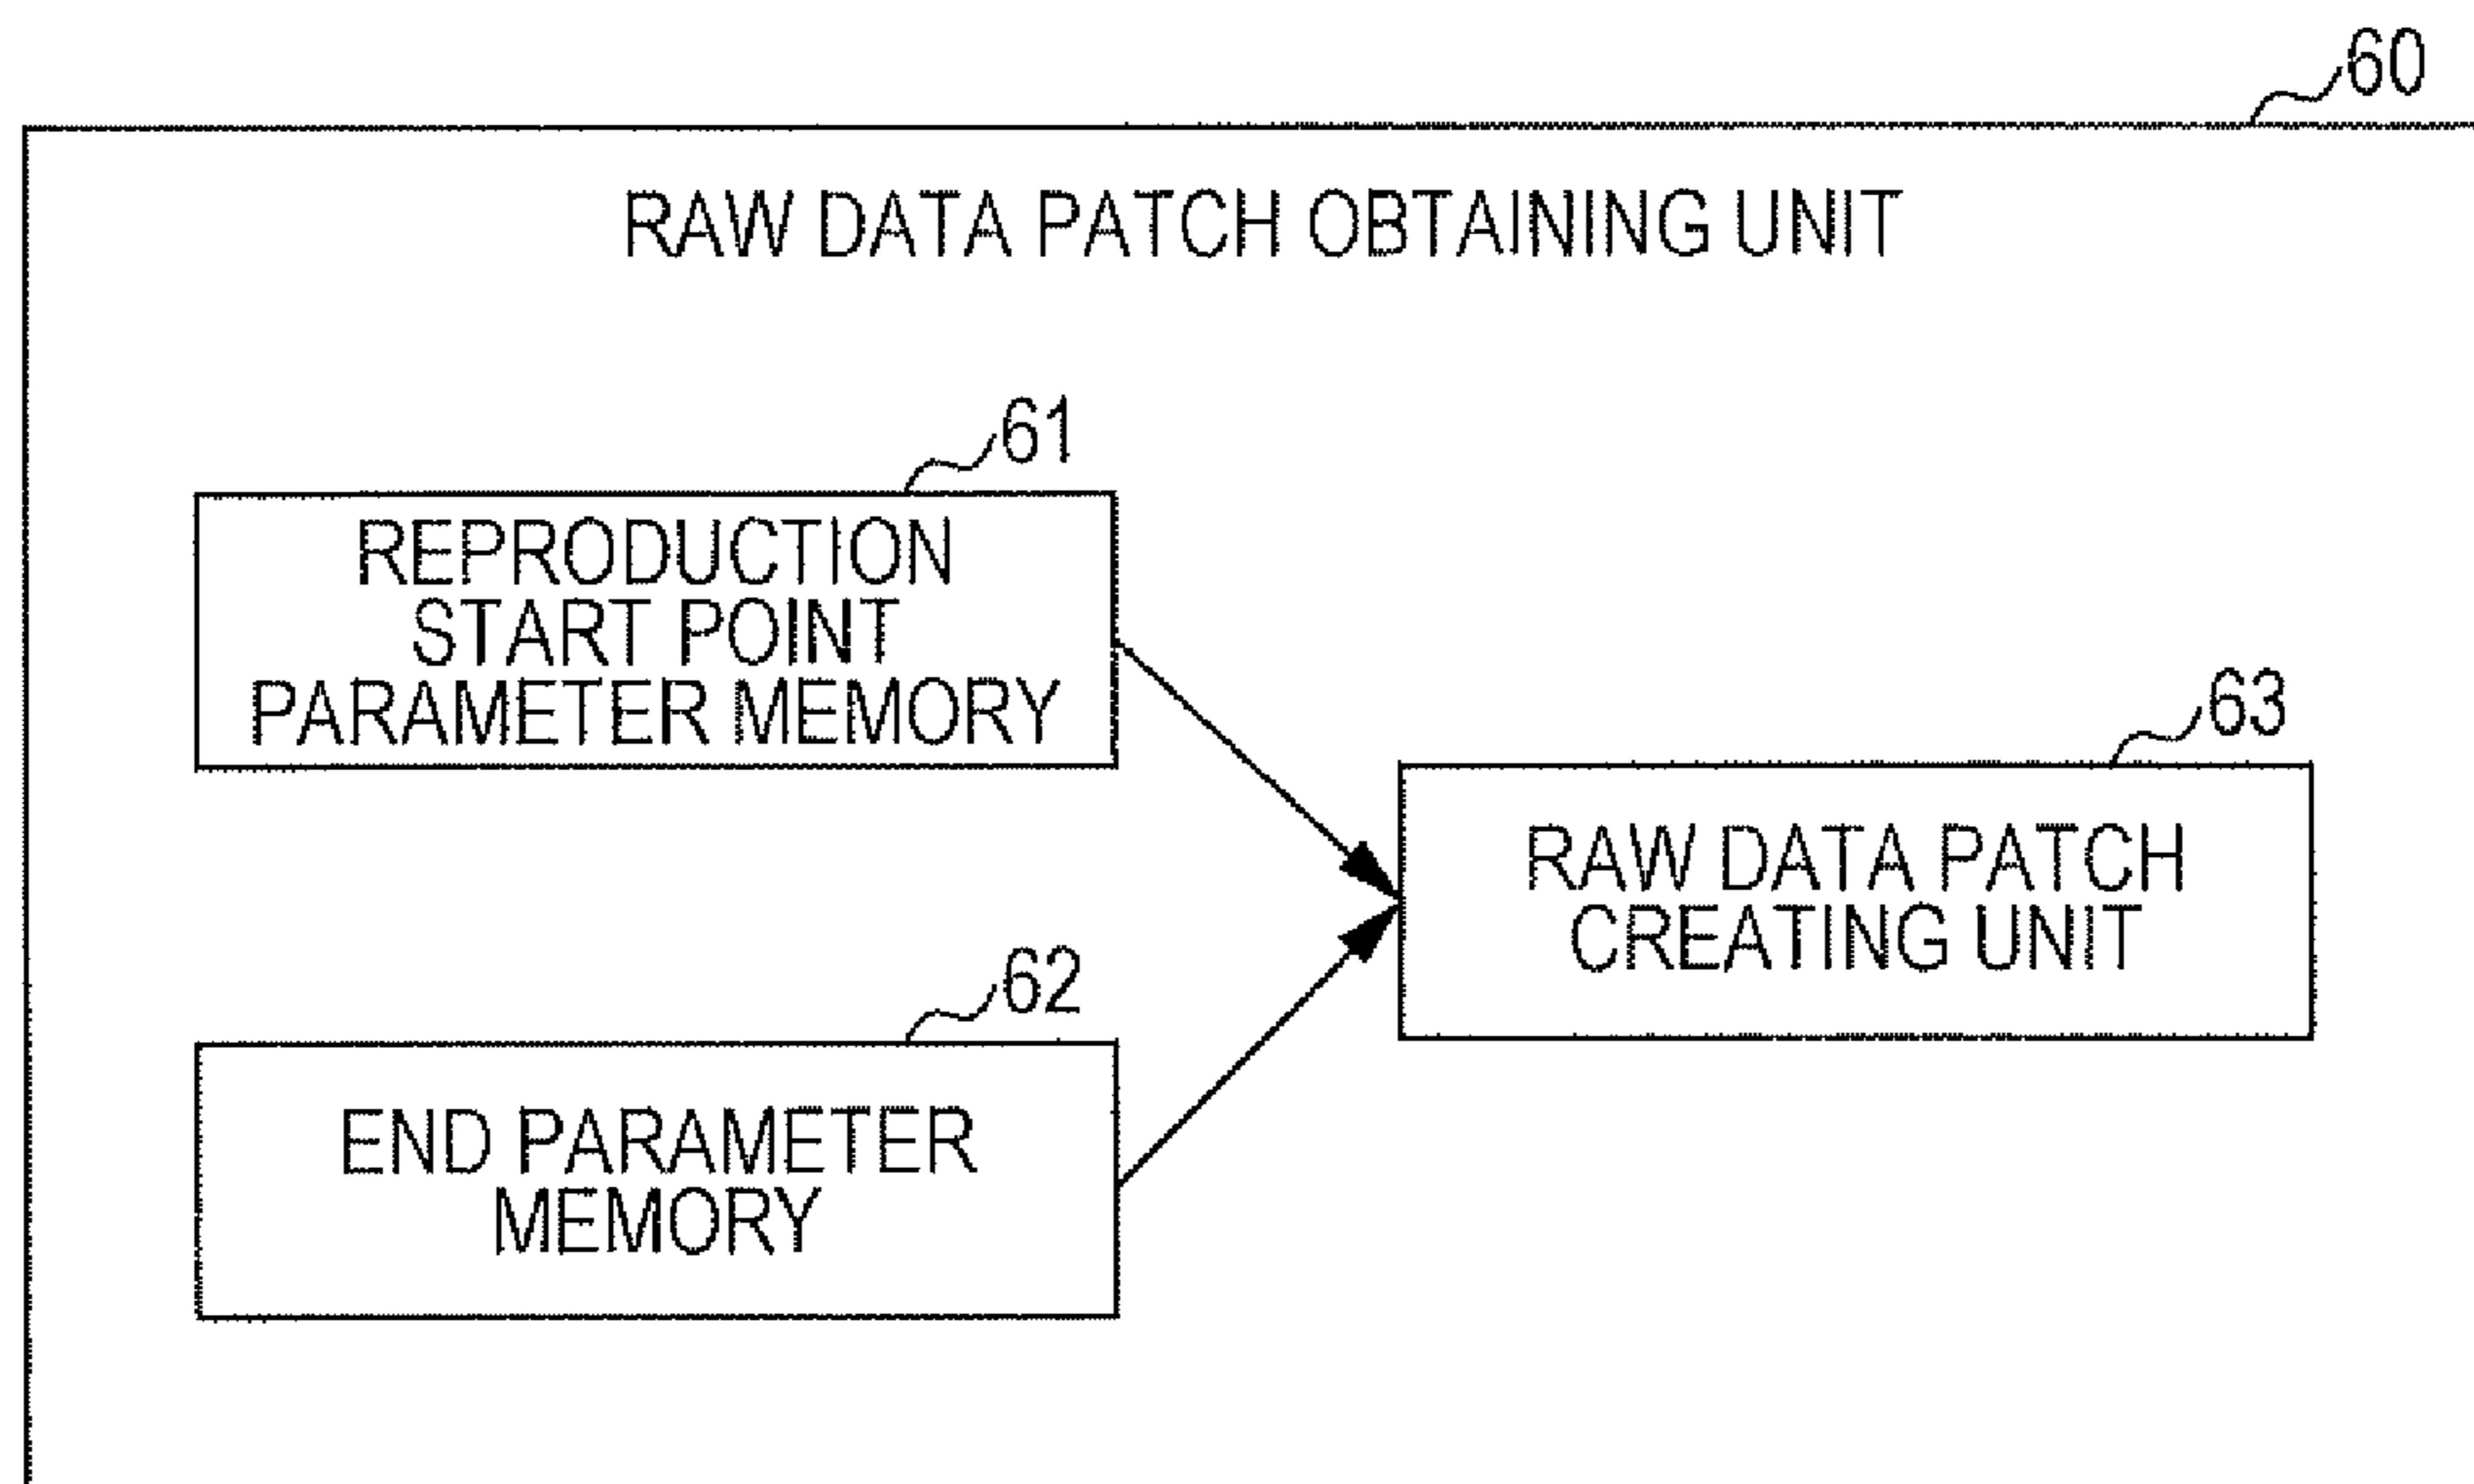 60
RAW DATA PATCH OBTAINING UNIT
61
REPRODUCTION
START POINT
PARAMETER MEMORY
63
RAW DATA PATCH
CREATING UNIT
62
END PARAMETER
MEMORY